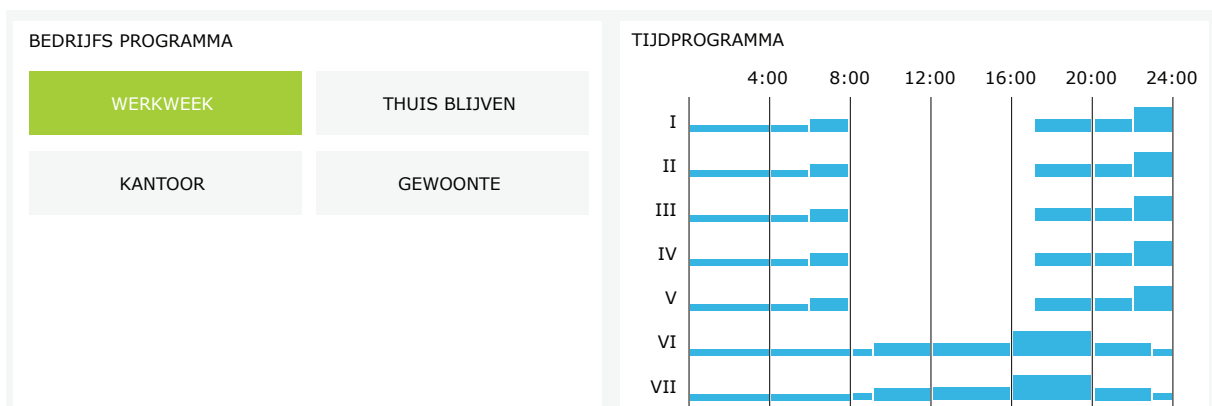 BEDRIJFS PROGRAMMA
WERKWEEK
THUIS BLIJVEN
KANTOOR
GEWOONTE
TIJDPROGRAMMA
4:00 8:00 12:00 16:00 20:00 24:00
I
II
III
IV
V
VI
VII